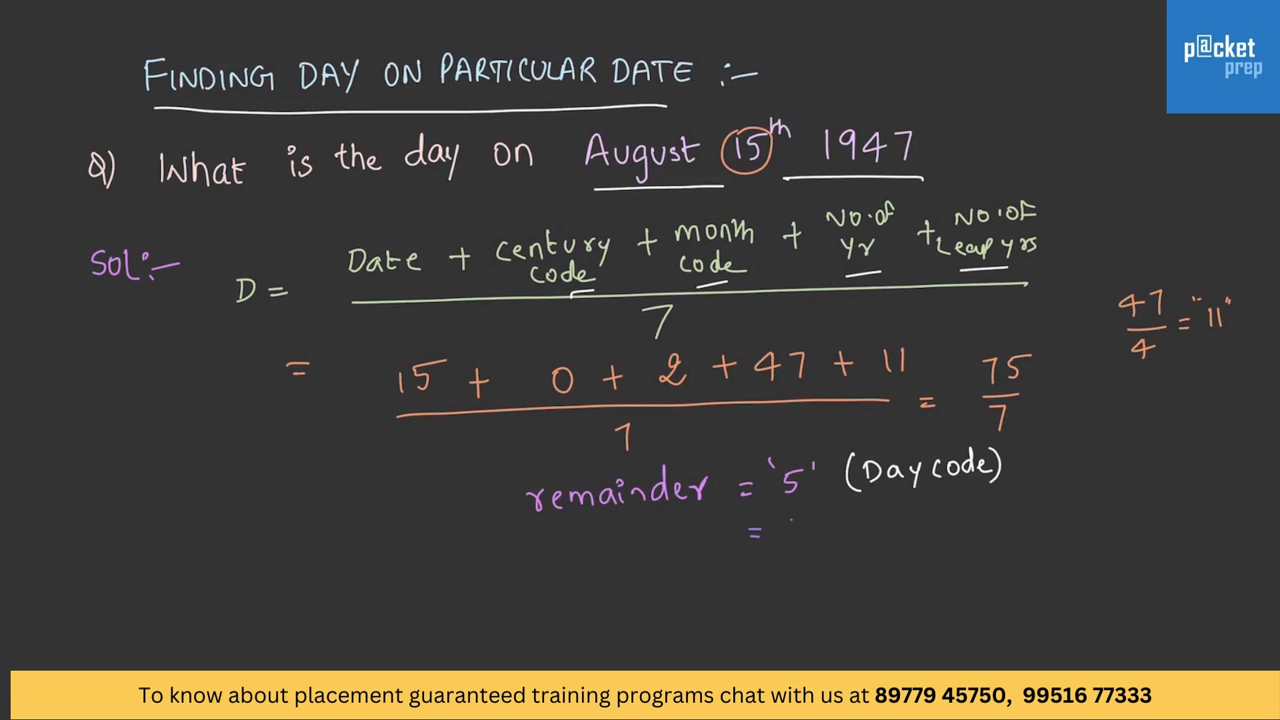 p@cket
prep
FINDING DAY ON PARTICULAR DATE :-
Q) What is the day on August 15th 1947
Sol:-
D = Date + century code + month code + No. of yr + No. of Leap yrs
7
47/4 = "11"
= 15 + 0 + 2 + 47 + 11 = 75
7 7
remainder = '5' (Day code)
=
To know about placement guaranteed training programs chat with us at 89779 45750, 99516 77333